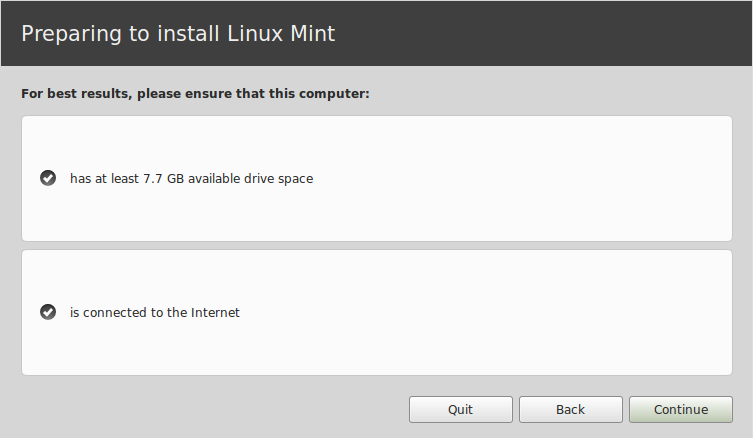 Preparing to install Linux Mint
For best results, please ensure that this computer:
has at least 7.7 GB available drive space
is connected to the Internet
Quit Back Continue